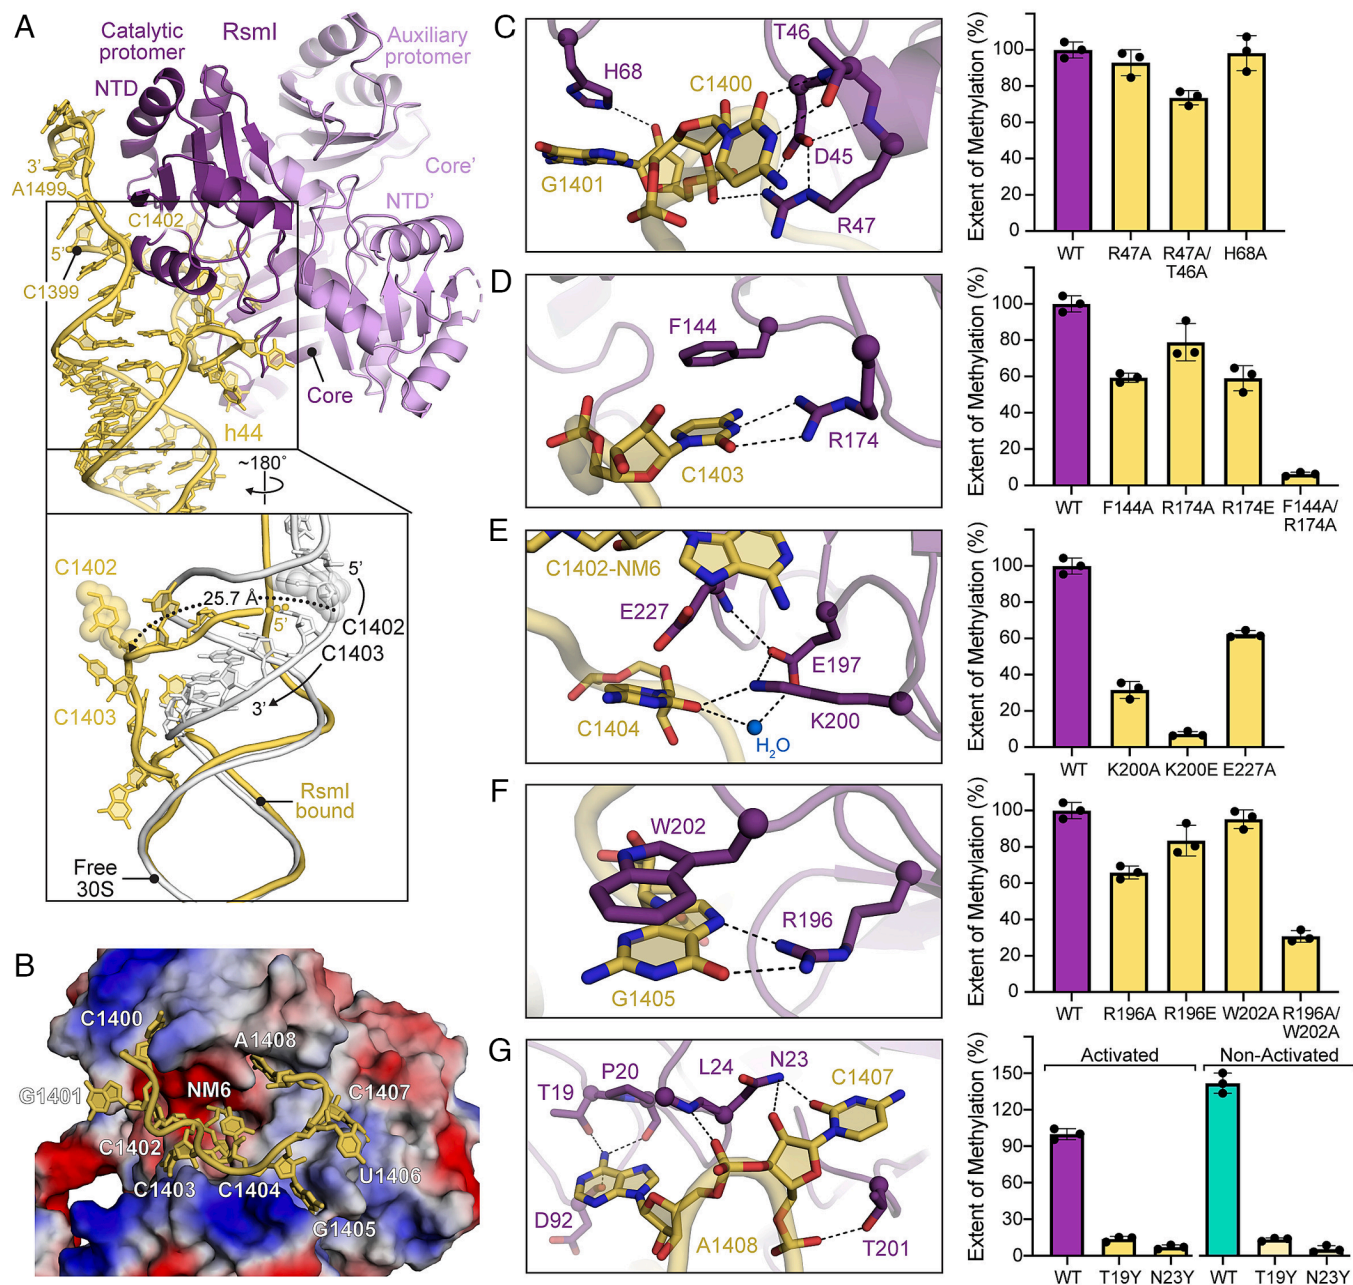 A
Catalytic
protomer
RsmI
Auxiliary
protomer
NTD
3’
A1499
Core’
C1402
NTD’
5’
C1399
Core
h44
~180°
C1402
25.7 Å
5’
5’
C1402
C1403
C1403
3’
H2O
RsmI
bound
Free
30S
B
C1400
A1408
G1401
NM6
C1407
C1402
U1406
C1403
C1404
G1405
C
T46
H68
C1400
D45
G1401
R47
Extent of Methylation (%)
100
80
60
40
20
0
WT
R47A
R47A/
T46A
H68A
D
F144
R174
C1403
Extent of Methylation (%)
100
80
60
40
20
0
WT
F144A
R174A
R174E
F144A/
R174A
E
C1402-NM6
E227
E197
C1404
K200
Extent of Methylation (%)
100
80
60
40
20
0
WT
K200A
K200E
E227A
F
W202
R196
G1405
Extent of Methylation (%)
100
80
60
40
20
0
WT
R196A
R196E
W202A
R196A/
W202A
G
P20
L24
N23
T19
C1407
D92
A1408
T201
Extent of Methylation (%)
Activated
Non-Activated
150
100
50
0
WT
T19Y
N23Y
WT
T19Y
N23Y